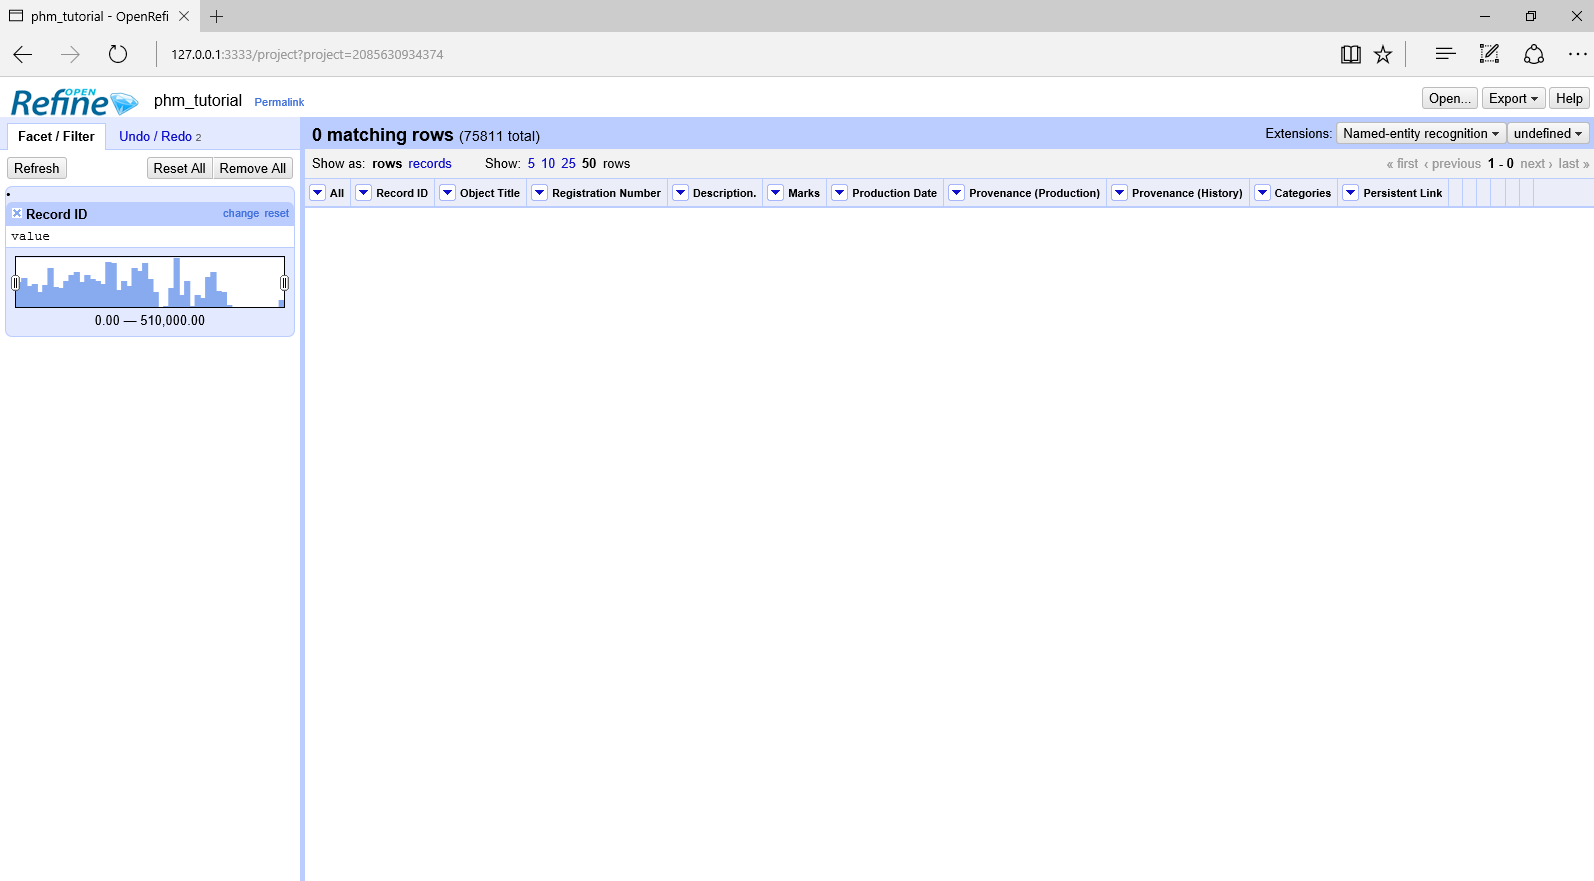 phm_tutorial - OpenRefi
127.0.0.1:3333/project?project=2085630934374
OPEN Refine phm_tutorial Permalink Open... Export Help
Facet / Filter Undo / Redo 2
0 matching rows (75811 total) Extensions: Named-entity recognition undefined
Refresh Reset All Remove All
Show as: rows records Show: 5 10 25 50 rows « first ‹ previous 1 - 0 next › last »
All Record ID Object Title Registration Number Description. Marks Production Date Provenance (Production) Provenance (History) Categories Persistent Link
Record ID change reset
value
0.00 — 510,000.00